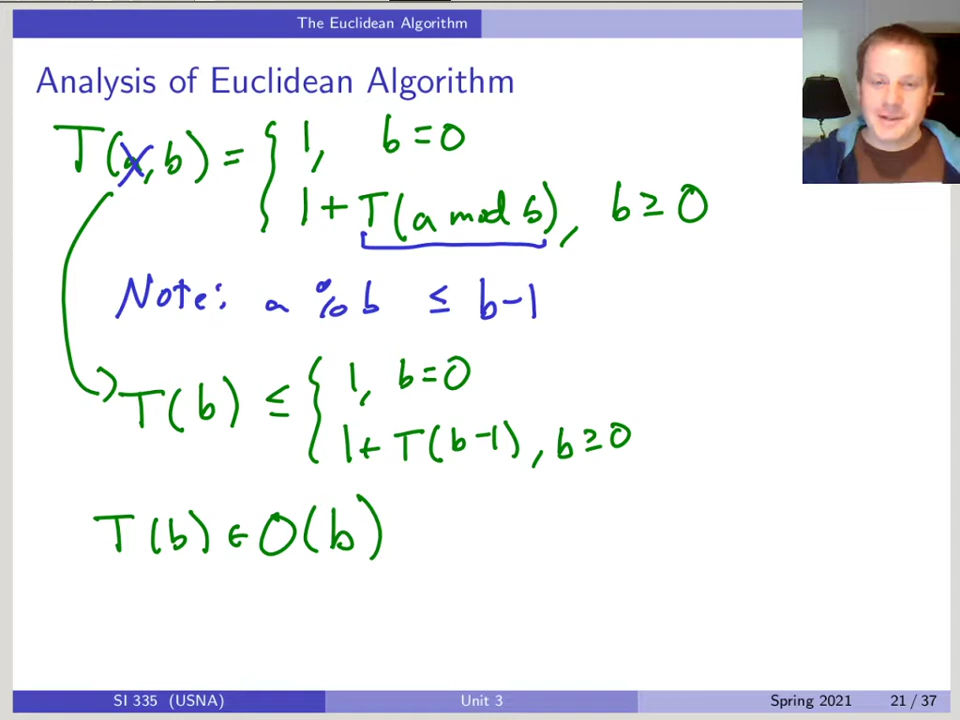 The Euclidean Algorithm
Analysis of Euclidean Algorithm
T(a, b) = { 1, b = 0
1 + T(a mod b), b ≥ 0
Note: a % b ≤ b-1
T(b) ≤ { 1, b=0
1 + T(b-1), b ≥ 0
T(b) ∈ O(b)
SI 335 (USNA) Unit 3 Spring 2021 21 / 37